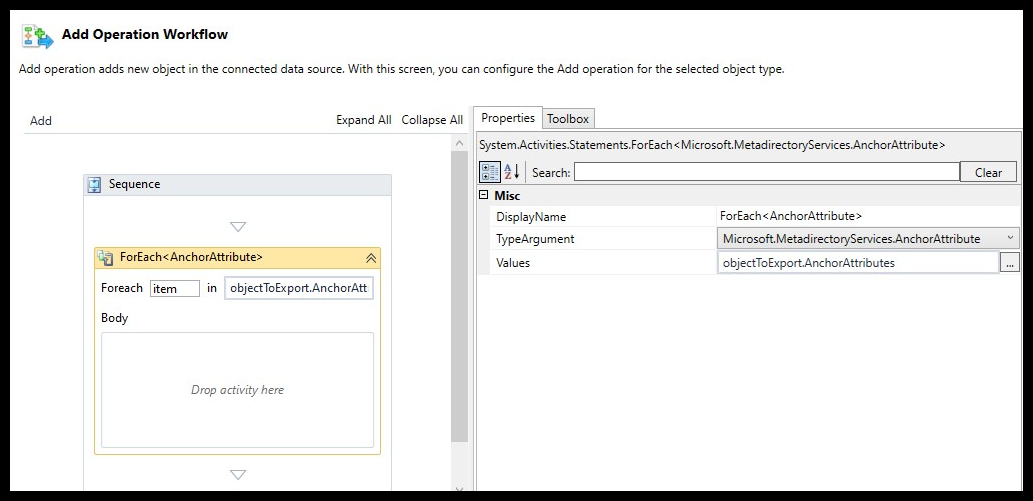 Add Operation Workflow
Add operation adds new object in the connected data source. With this screen, you can configure the Add operation for the selected object type.
Add Expand All Collapse All
Properties Toolbox
System.Activities.Statements.ForEach<Microsoft.MetadirectoryServices.AnchorAttribute>
Search: Clear
Sequence
Misc
DisplayName ForEach<AnchorAttribute>
TypeArgument Microsoft.MetadirectoryServices.AnchorAttribute
Values objectToExport.AnchorAttributes ...
ForEach<AnchorAttribute>
Foreach item in objectToExport.AnchorAtt
Body
Drop activity here